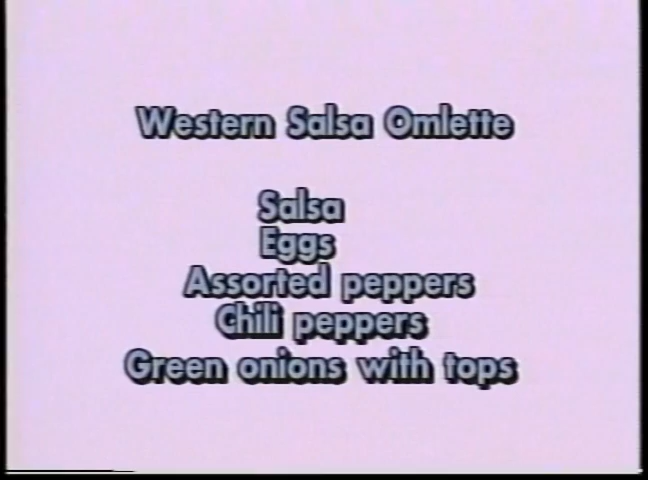 Western Salsa Omlette
Salsa
Eggs
Assorted peppers
Chili peppers
Green onions with tops